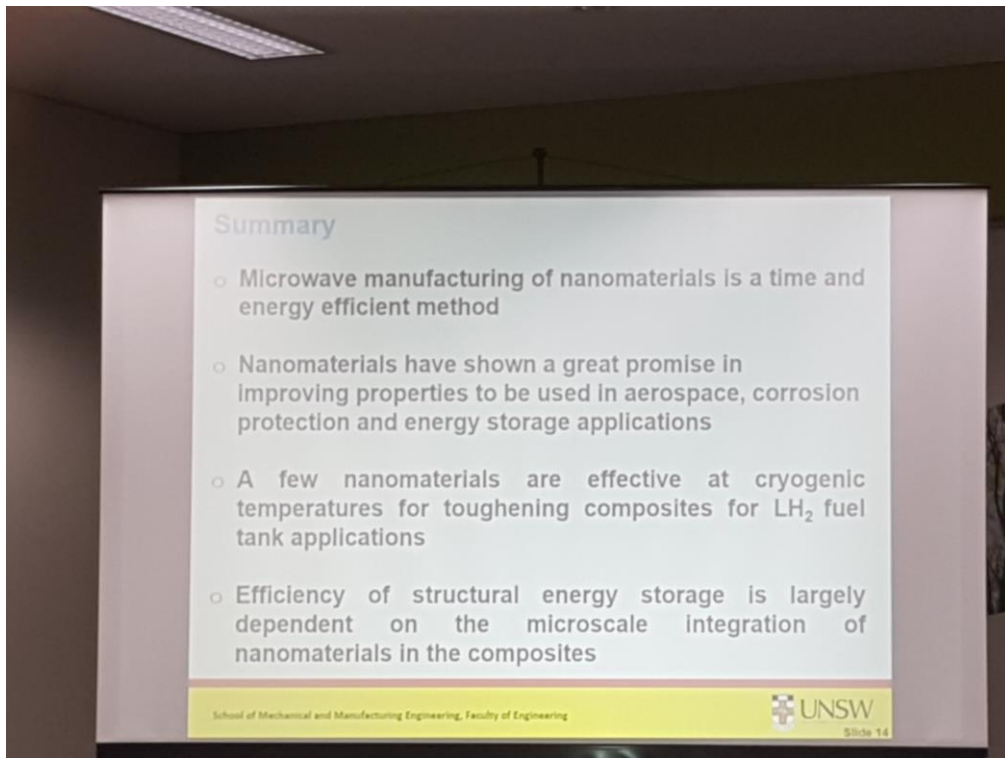 Summary
○ Microwave manufacturing of nanomaterials is a time and
energy efficient method
○ Nanomaterials have shown a great promise in
improving properties to be used in aerospace, corrosion
protection and energy storage applications
○ A few nanomaterials are effective at cryogenic
temperatures for toughening composites for LH₂ fuel
tank applications
○ Efficiency of structural energy storage is largely
dependent on the microscale integration of
nanomaterials in the composites
School of Mechanical and Manufacturing Engineering, Faculty of Engineering
UNSW
Slide 14